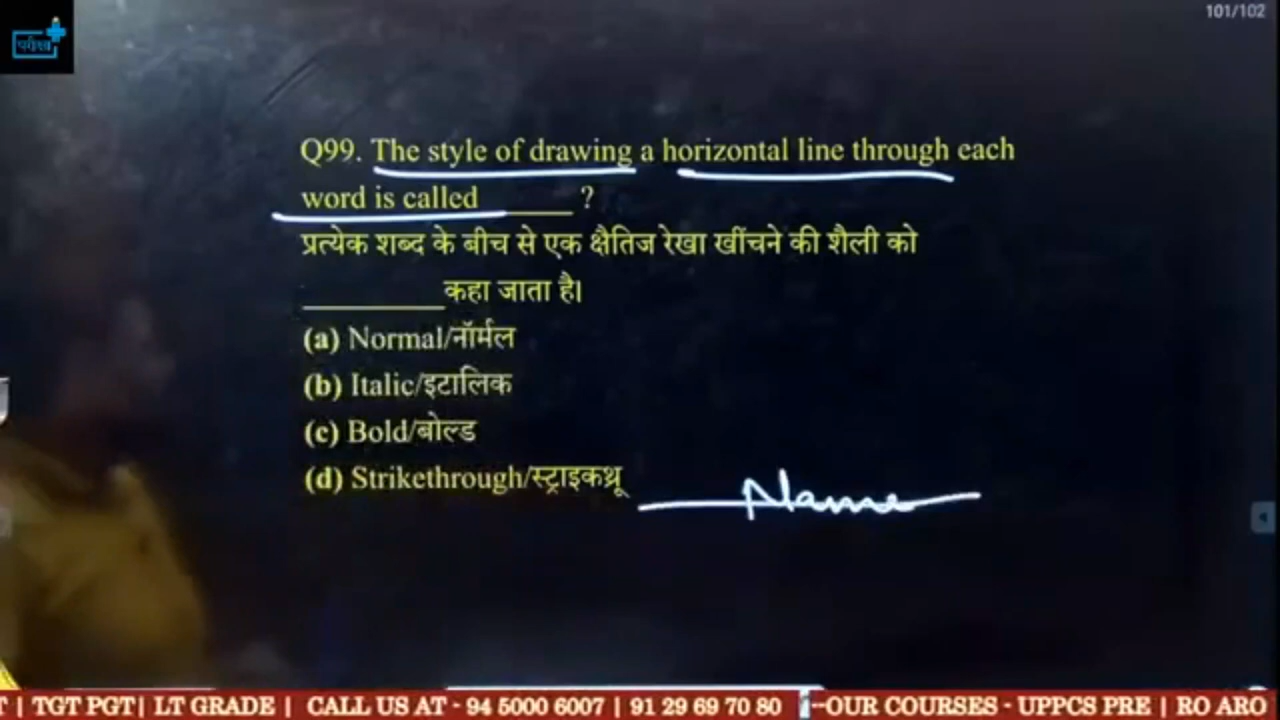 101/102
परीक्षा
Q99. The style of drawing a horizontal line through each
word is called ______ ?
प्रत्येक शब्द के बीच से एक क्षैतिज रेखा खींचने की शैली को
__________कहा जाता है।
(a) Normal/नॉर्मल
(b) Italic/इटालिक
(c) Bold/बोल्ड
(d) Strikethrough/स्ट्राइकथ्रू
Name
T | TGT PGT| LT GRADE | CALL US AT - 94 5000 6007 | 91 29 69 70 80 --OUR COURSES - UPPCS PRE | RO ARO